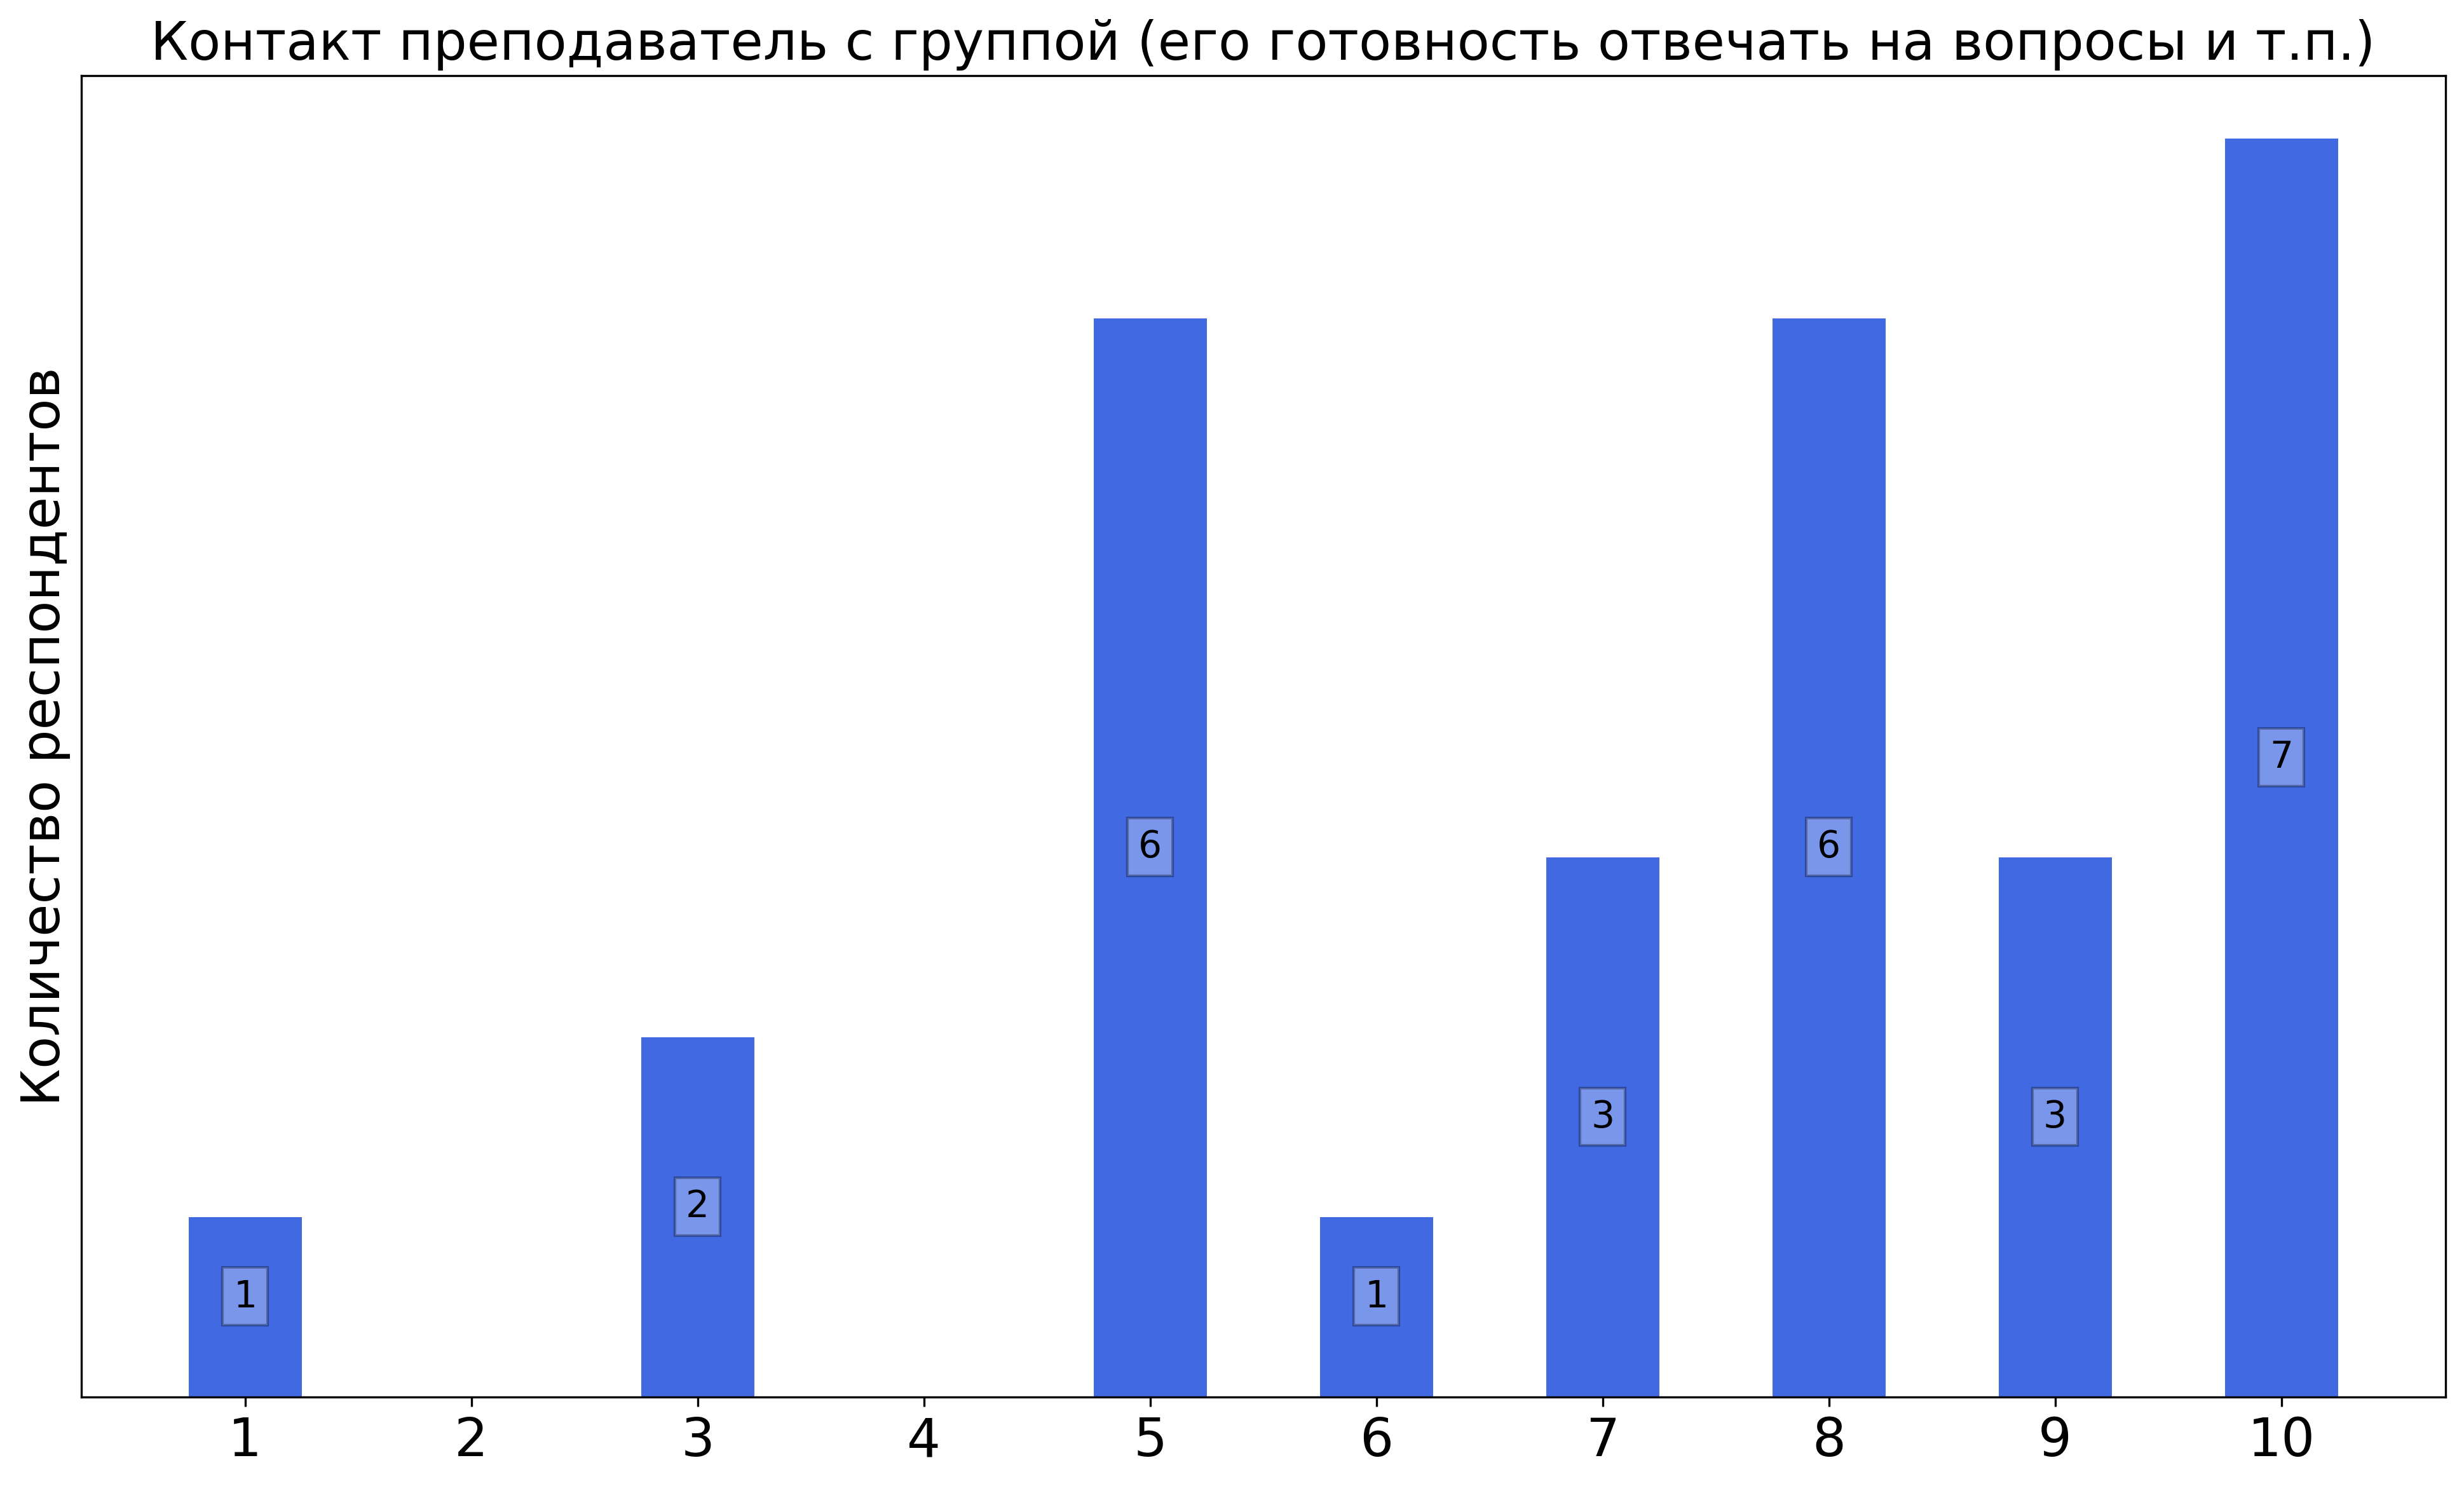 Контакт преподаватель с группой (его готовность отвечать на вопросы и т.п.)
Количество респондентов
1
2
6
1
3
6
3
7
1 2 3 4 5 6 7 8 9 10